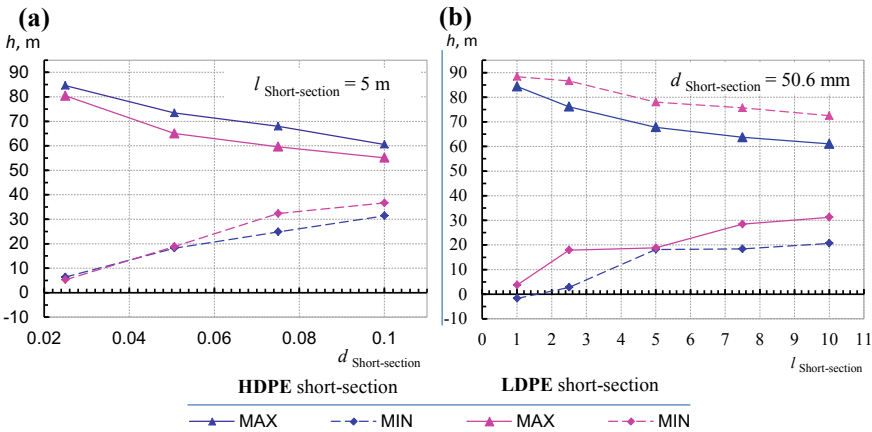 (a)
h, m
l Short-section = 5 m
90
80
70
60
50
40
30
20
10
0
-10
0.02 0.04 0.06 0.08 0.1
d Short-section
(b)
h, m
d Short-section = 50.6 mm
90
80
70
60
50
40
30
20
10
0
-10
0 1 2 3 4 5 6 7 8 9 10 11
l Short-section
HDPE short-section LDPE short-section
MAX MIN MAX MIN